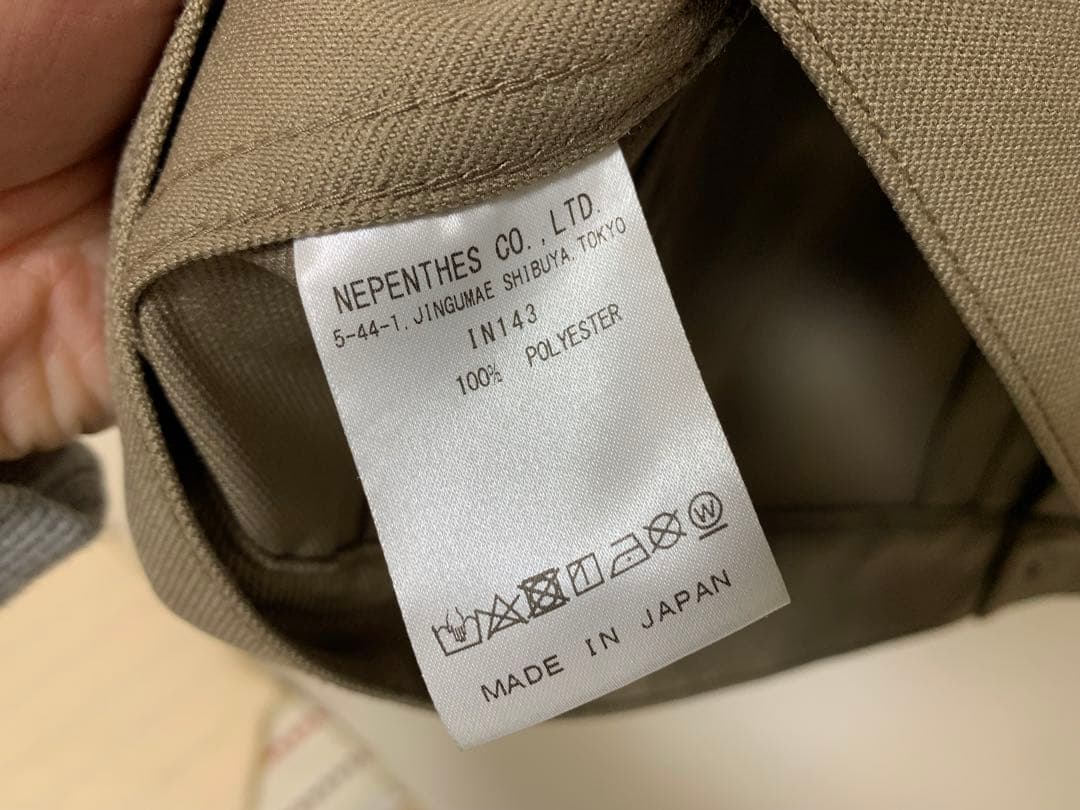 NEPENTHES CO.,LTD.
5-44-1.JINGUMAE SHIBUYA.TOKYO
IN143
100% POLYESTER
W
MADE IN JAPAN